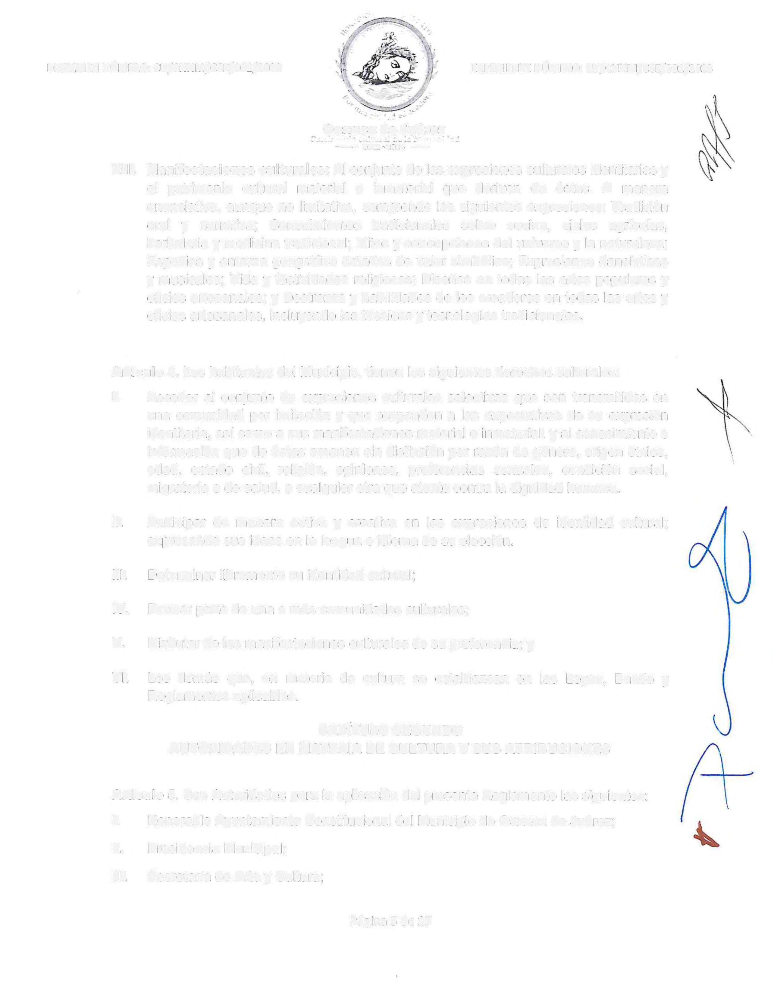 Oaxaca de Juárez
Patrimonio cultural de la Humanidad
XIII. Manifestaciones culturales: Al conjunto de las expresiones culturales identitarias y
el patrimonio cultural material e inmaterial que derivan de éstas. A manera
enunciativa, aunque no limitativa, comprende las siguientes expresiones: Tradición
oral y narrativa; Conocimientos tradicionales sobre cocina, ciclos agrícolas,
herbolaria y medicina tradicional; Mitos y concepciones del universo y la naturaleza;
Espacios y entorno geográfico dotados de valor simbólico; Expresiones dancísticas
y musicales; Vida y festividades religiosas; Diseños en todas las artes populares y
oficios artesanales; y Destrezas y habilidades de los creadores en todas las artes y
oficios artesanales, incluyendo las técnicas y tecnologías tradicionales.
Artículo 4. Los habitantes del Municipio, tienen los siguientes derechos culturales:
I. Acceder al conjunto de expresiones culturales colectivas que son transmitidas en
una comunidad por imitación y que responden a las expectativas de su expresión
identitaria, así como a sus manifestaciones material e inmaterial y al conocimiento e
información que de éstas emanen sin distinción por razón de género, origen étnico,
edad, estado civil, religión, opiniones, preferencias sexuales, condición social,
migratoria o de salud, o cualquier otra que atente contra la dignidad humana.
II. Participar de manera activa y creativa en las expresiones de identidad cultural;
expresando sus ideas en la lengua o idioma de su elección.
III. Determinar libremente su identidad cultural;
IV. Formar parte de una o más comunidades culturales;
V. Disfrutar de las manifestaciones culturales de su preferencia; y
VI. Los demás que, en materia de cultura se establezcan en las Leyes, Bando y
Reglamentos aplicables.
CAPÍTULO SEGUNDO
AUTORIDADES EN MATERIA DE CULTURA Y SUS ATRIBUCIONES
Artículo 5. Son Autoridades para la aplicación del presente Reglamento las siguientes:
I. Honorable Ayuntamiento Constitucional del Municipio de Oaxaca de Juárez;
II. Presidencia Municipal;
III. Secretaría de Arte y Cultura;
Página 5 de 27